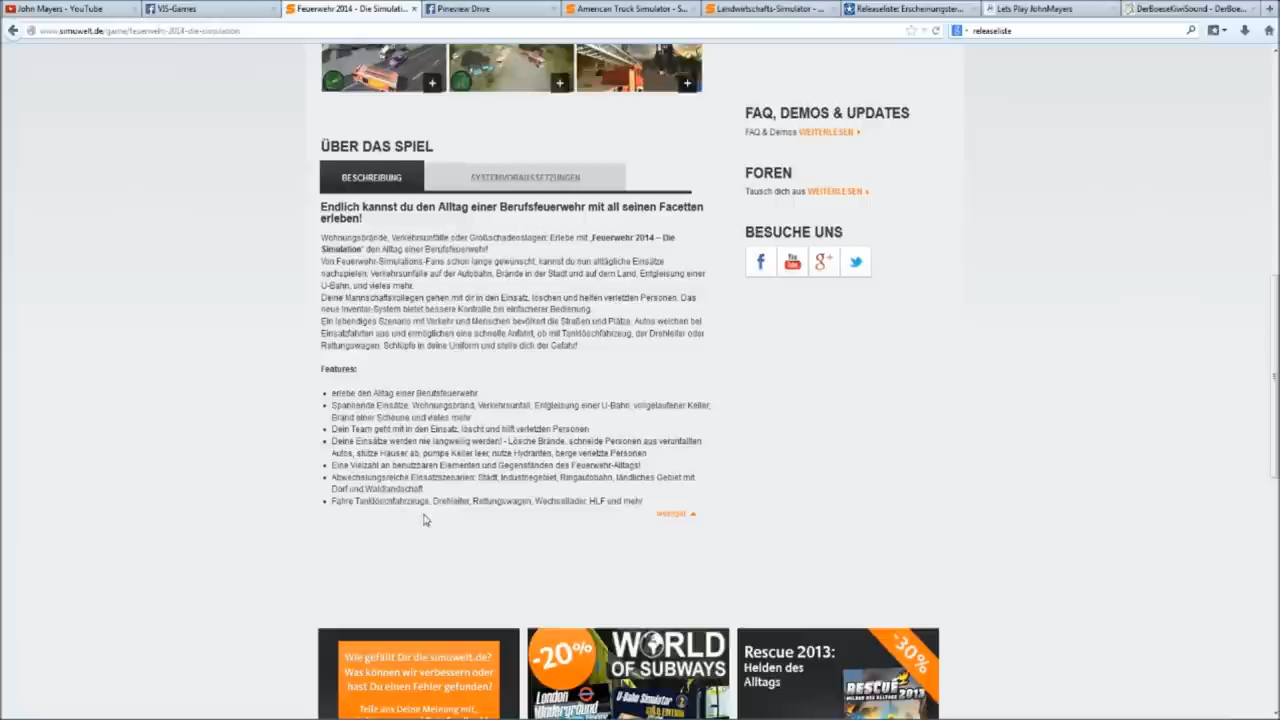 John Mayers - YouTube
VIS-Games
Feuerwehr 2014 - Die Simulati...
Pineview Drive
American Truck Simulator - S...
Landwirtschafts-Simulator - ...
Releaseliste: Erscheinungster...
Lets Play JohnMayers
DerBoeseKiwiSound - DerBoe...
www.simuwelt.de/game/feuerwehr-2014-die-simulation
releaseliste
FAQ, DEMOS & UPDATES
FAQ & Demos WEITERLESEN
ÜBER DAS SPIEL
BESCHREIBUNG
SYSTEMVORAUSSETZUNGEN
FOREN
Tausch dich aus WEITERLESEN
BESUCHE UNS
Endlich kannst du den Alltag einer Berufsfeuerwehr mit all seinen Facetten
erleben!
Wohnungsbrände, Verkehrsunfälle oder Großschadenslagen: Erlebe mit „Feuerwehr 2014 – Die
Simulation“ den Alltag einer Berufsfeuerwehr!
Von Feuerwehr-Simulations-Fans schon lange gewünscht, kannst du nun alltägliche Einsätze
nachspielen: Verkehrsunfälle auf der Autobahn, Brände in der Stadt und auf dem Land, Entgleisung einer
U-Bahn, und vieles mehr.
Deine Mannschaftskollegen gehen mit dir in den Einsatz, löschen und helfen verletzten Personen. Das
neue Inventar-System bietet bessere Kontrolle bei einfacherer Bedienung.
Ein lebendiges Szenario mit Verkehr und Menschen bevölkert die Straßen und Plätze. Autos weichen bei
Einsatzfahrten aus und ermöglichen eine schnelle Anfahrt, ob mit Tanklöschfahrzeug, der Drehleiter oder
Rettungswagen. Schlüpfe in deine Uniform und stelle dich der Gefahr!
Features:
erlebe den Alltag einer Berufsfeuerwehr
Spannende Einsätze: Wohnungsbrand, Verkehrsunfall, Entgleisung einer U-Bahn, vollgelaufener Keller,
Brand einer Scheune und vieles mehr
Dein Team geht mit in den Einsatz, löscht und hilft verletzten Personen
Deine Einsätze werden nie langweilig werden! - Lösche Brände, schneide Personen aus verunfallten
Autos, stütze Häuser ab, pumpe Keller leer, nutze Hydranten, berge verletzte Personen
Eine Vielzahl an benutzbaren Elementen und Gegenständen des Feuerwehr-Alltags!
Abwechslungsreiche Einsatzszenarien: Stadt, Industriegebiet, Ringautobahn, ländliches Gebiet mit
Dorf und Waldlandschaft
Fahre Tanklöschfahrzeuge, Drehleiter, Rettungswagen, Wechsellader, HLF und mehr
weniger
Wie gefällt Dir die simuwelt.de?
Was können wir verbessern oder
hast Du einen Fehler gefunden?
Teile uns Deine Meinung mit,
-20%
WORLD
OF SUBWAYS
London
Underground
U-Bahn Simulator
Rescue 2013:
Helden des
Alltags
-30%
RESCUE
2013